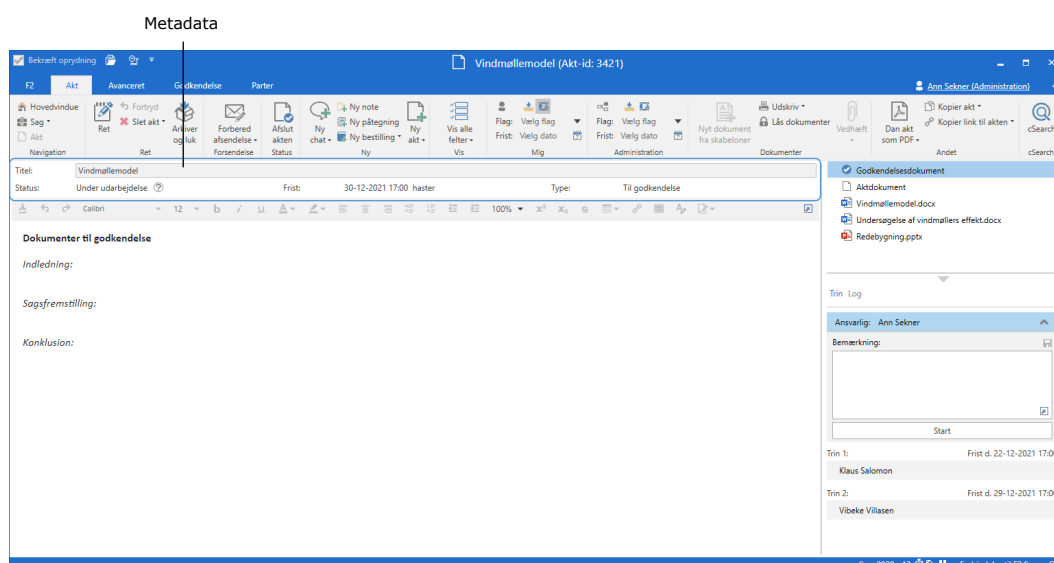 Metadata
Bekræft oprydning
Vindmøllemodel (Akt-id: 3421)
F2 Akt Avanceret Godkendelse Parter
Ann Sekner (Administration)
Hovedvindue
Sag
Akt
Navigation
Ret
Fortryd
Slet akt
Arkiver og luk
Ret
Forbered afsendelse
Forsendelse
Afslut akten
Status
Ny chat
Ny note
Ny påtegning
Ny bestilling
Ny akt
Ny
Vis alle felter
Vis
Flag: Vælg flag
Frist: Vælg dato
Mig
Flag: Vælg flag
Frist: Vælg dato
Administration
Nyt dokument fra skabeloner
Udskriv
Lås dokumenter
Dokumenter
Vedhæft
Dan akt som PDF
Kopier akt
Kopier link til akten
Andet
cSearch
cSearch
Titel: Vindmøllemodel
Status: Under udarbejdelse Frist: 30-12-2021 17:00 haster Type: Til godkendelse
Calibri 12 b i u A 100% x² x₂
Dokumenter til godkendelse
Indledning:
Sagsfremstilling:
Konklusion:
Godkendelsesdokument
Aktdokument
Vindmøllemodel.docx
Undersøgelse af vindmøllers effekt.docx
Redebygning.pptx
Trin Log
Ansvarlig: Ann Sekner
Bemærkning:
Start
Trin 1: Frist d. 22-12-2021 17:00
Klaus Salomon
Trin 2: Frist d. 29-12-2021 17:00
Vibeke Villasen